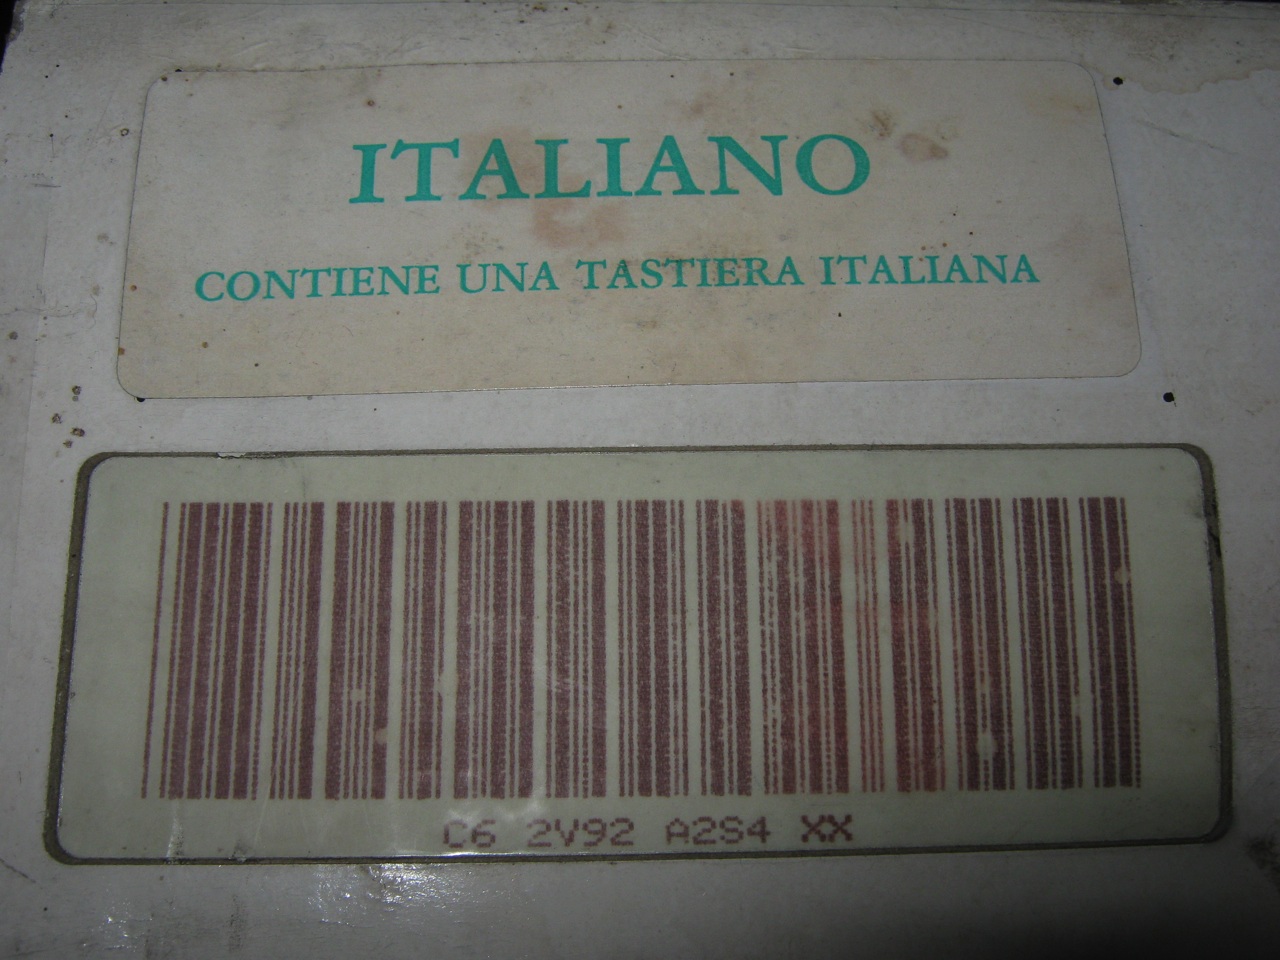 ITALIANO
CONTIENE UNA TASTIERA ITALIANA
C6 2V92 A2S4 XX